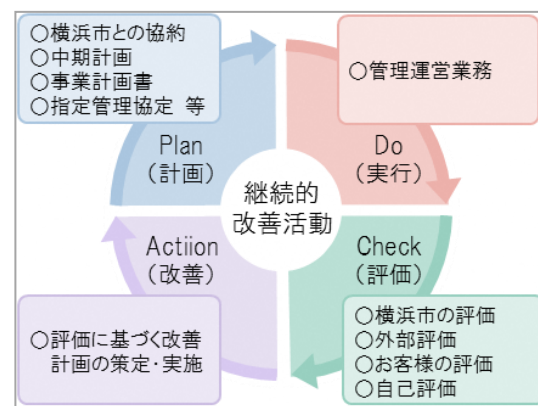 ○横浜市との協約
○中期計画
○事業計画書
○指定管理協定 等
Plan
(計画)
○管理運営業務
Do
(実行)
継続的
改善活動
Actiion
(改善)
Check
(評価)
○評価に基づく改善
計画の策定・実施
○横浜市の評価
○外部評価
○お客様の評価
○自己評価